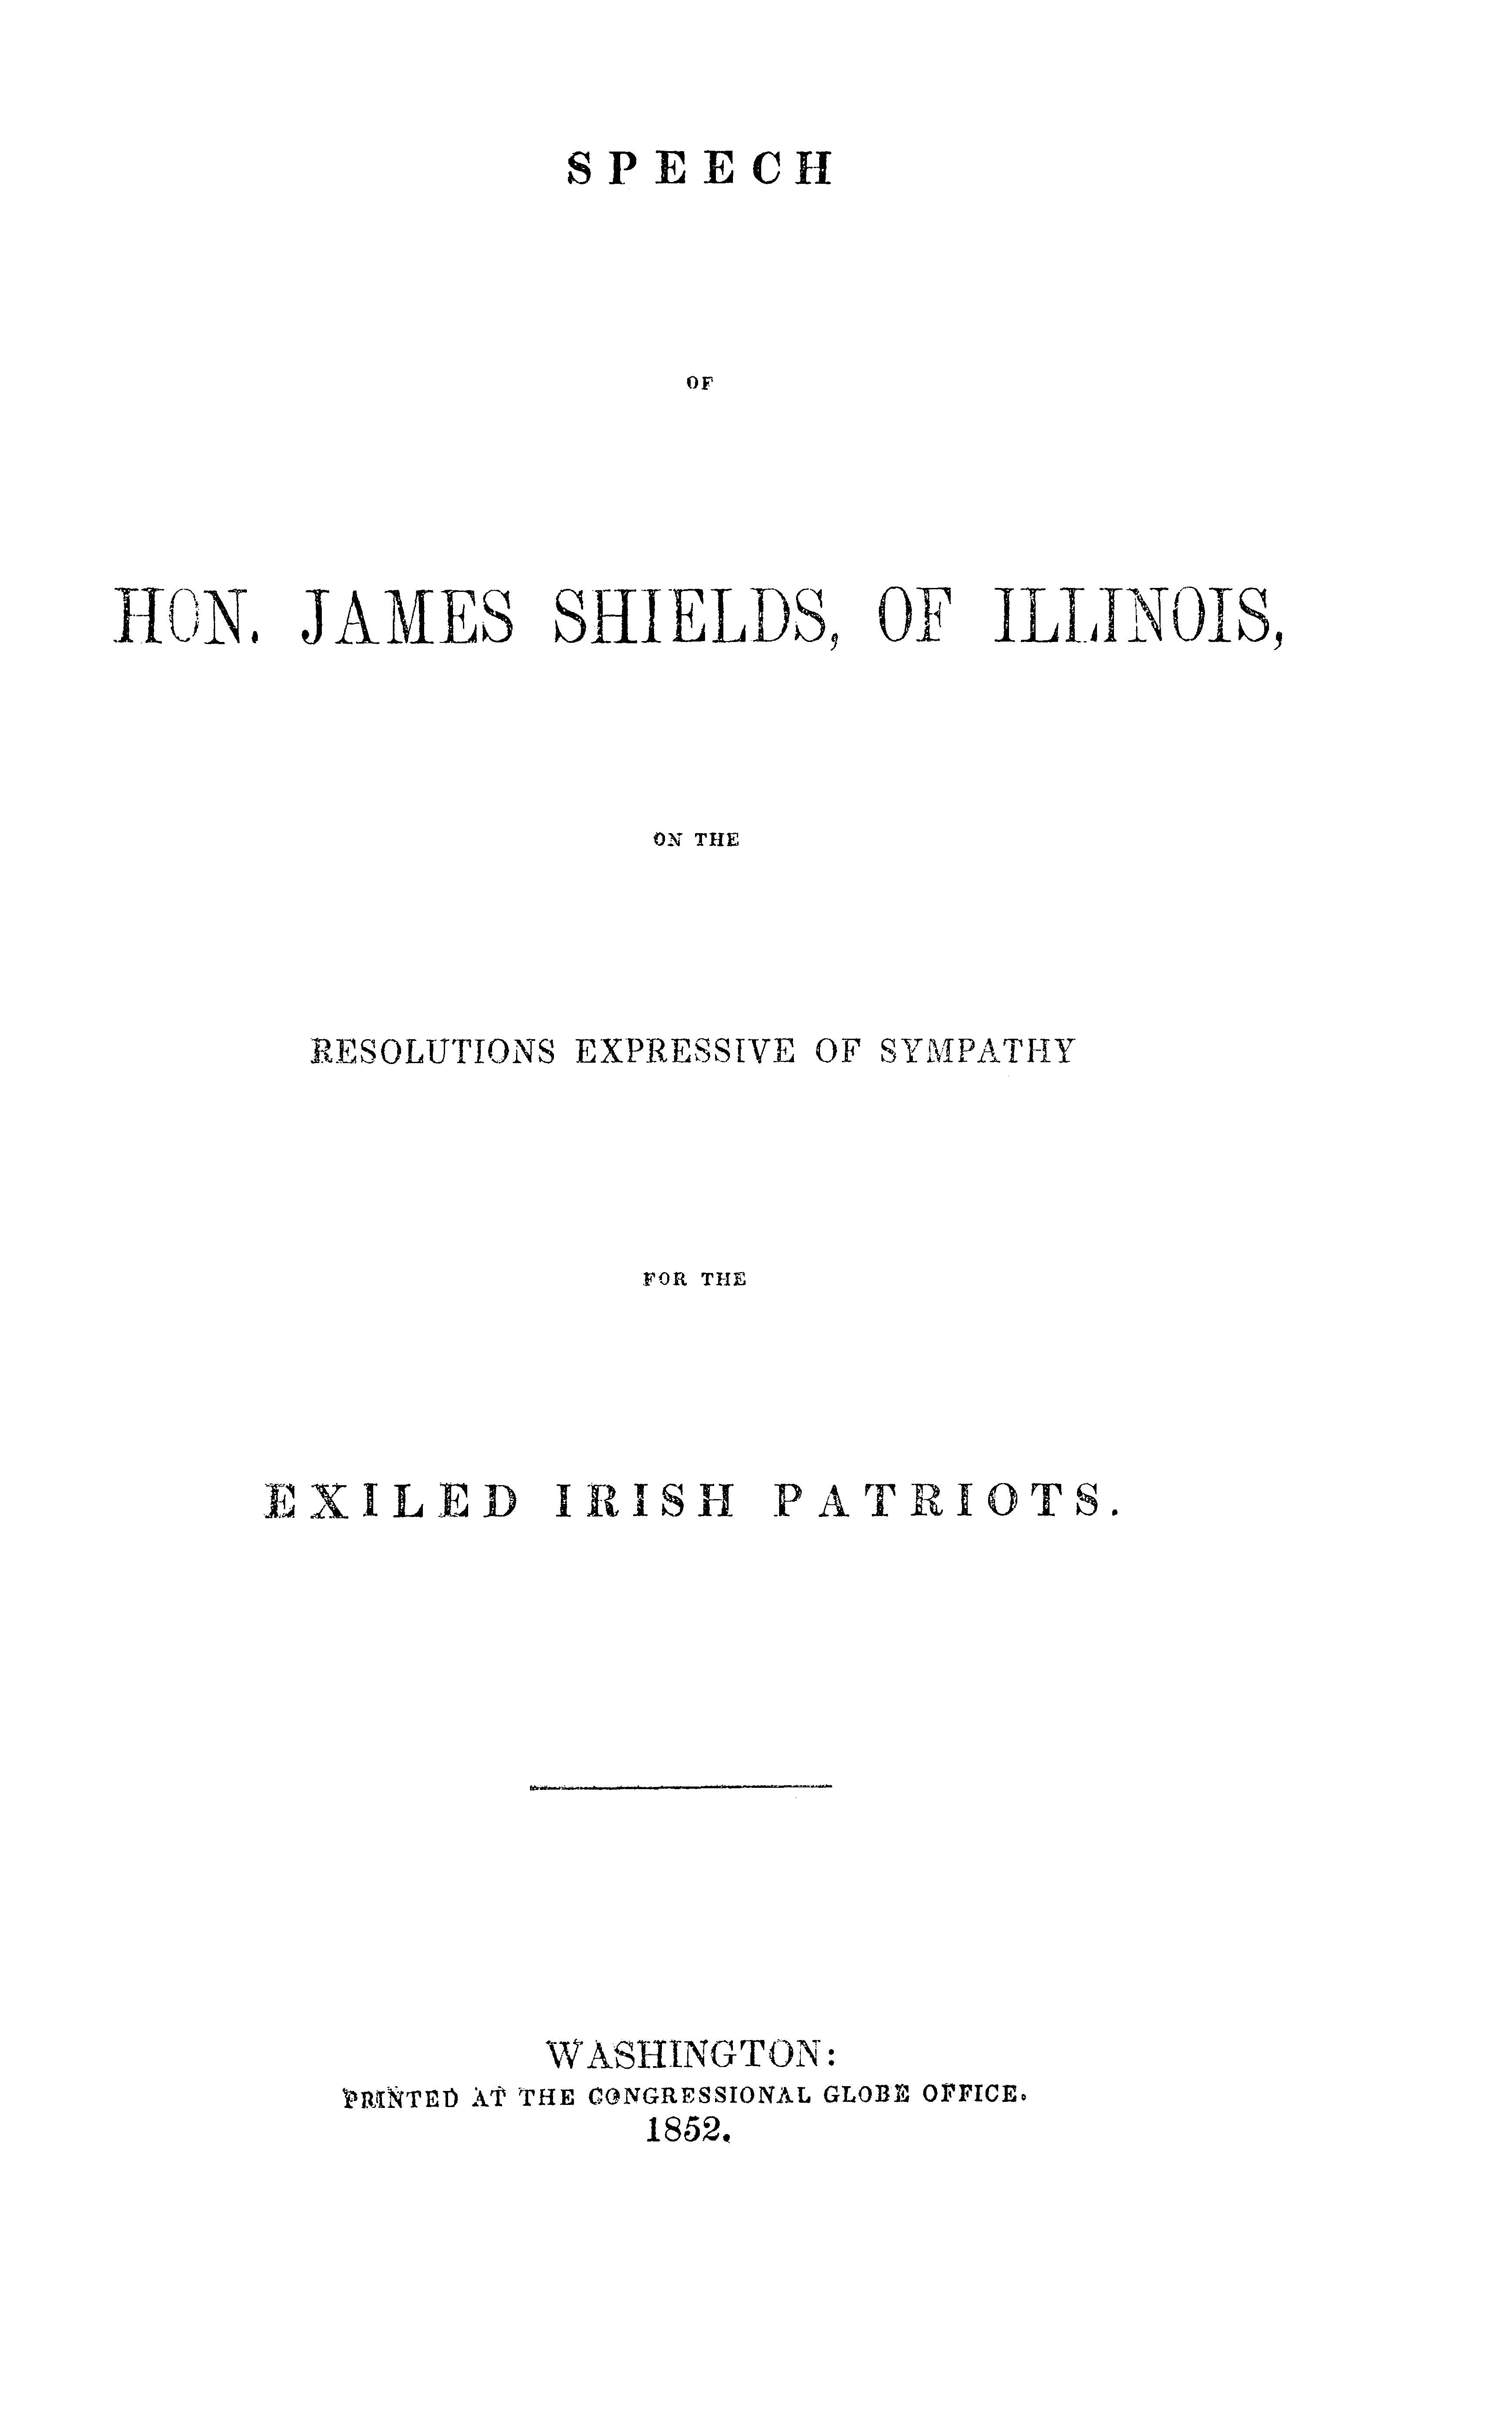 SPEECH
OF
HON. JAMES SHIELDS, OF ILLINOIS,
ON THE
RESOLUTIONS EXPRESSIVE OF SYMPATHY
FOR THE
EXILED IRISH PATRIOTS.
WASHINGTON:
PRINTED AT THE CONGRESSIONAL GLOBE OFFICE.
1852.